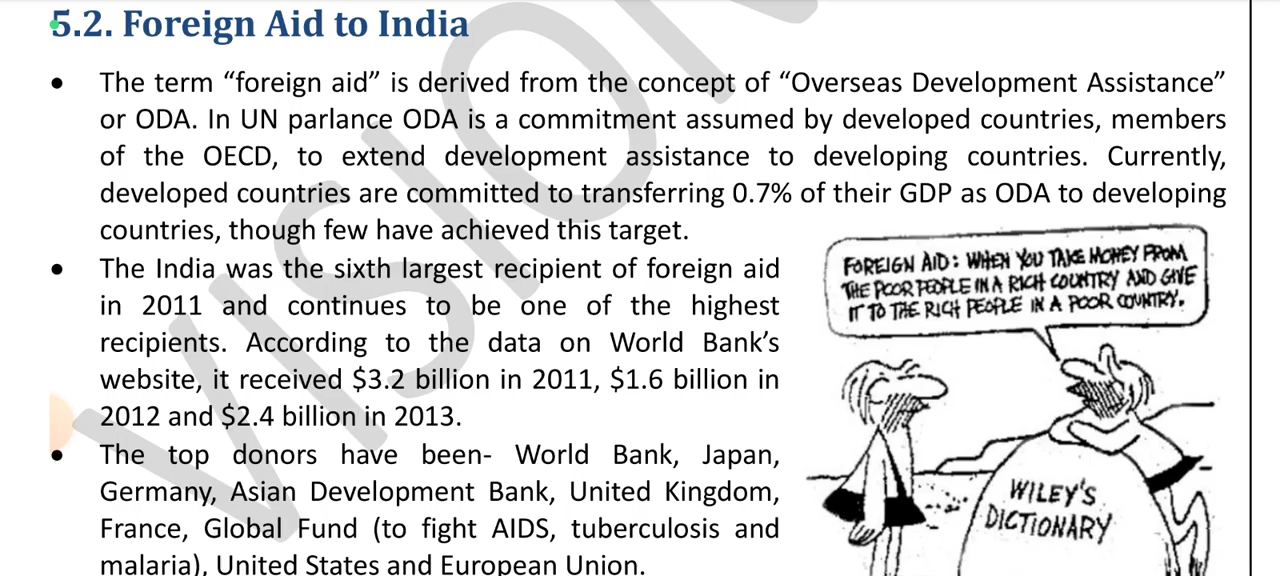 5.2. Foreign Aid to India
• The term “foreign aid” is derived from the concept of “Overseas Development Assistance”
or ODA. In UN parlance ODA is a commitment assumed by developed countries, members
of the OECD, to extend development assistance to developing countries. Currently,
developed countries are committed to transferring 0.7% of their GDP as ODA to developing
countries, though few have achieved this target.
• The India was the sixth largest recipient of foreign aid
in 2011 and continues to be one of the highest
recipients. According to the data on World Bank’s
website, it received $3.2 billion in 2011, $1.6 billion in
2012 and $2.4 billion in 2013.
• The top donors have been- World Bank, Japan,
Germany, Asian Development Bank, United Kingdom,
France, Global Fund (to fight AIDS, tuberculosis and
malaria), United States and European Union.
FOREIGN AID: WHEN YOU TAKE MONEY FROM
THE POOR PEOPLE IN A RICH COUNTRY AND GIVE
IT TO THE RICH PEOPLE IN A POOR COUNTRY.
WILEY'S
DICTIONARY
VISION